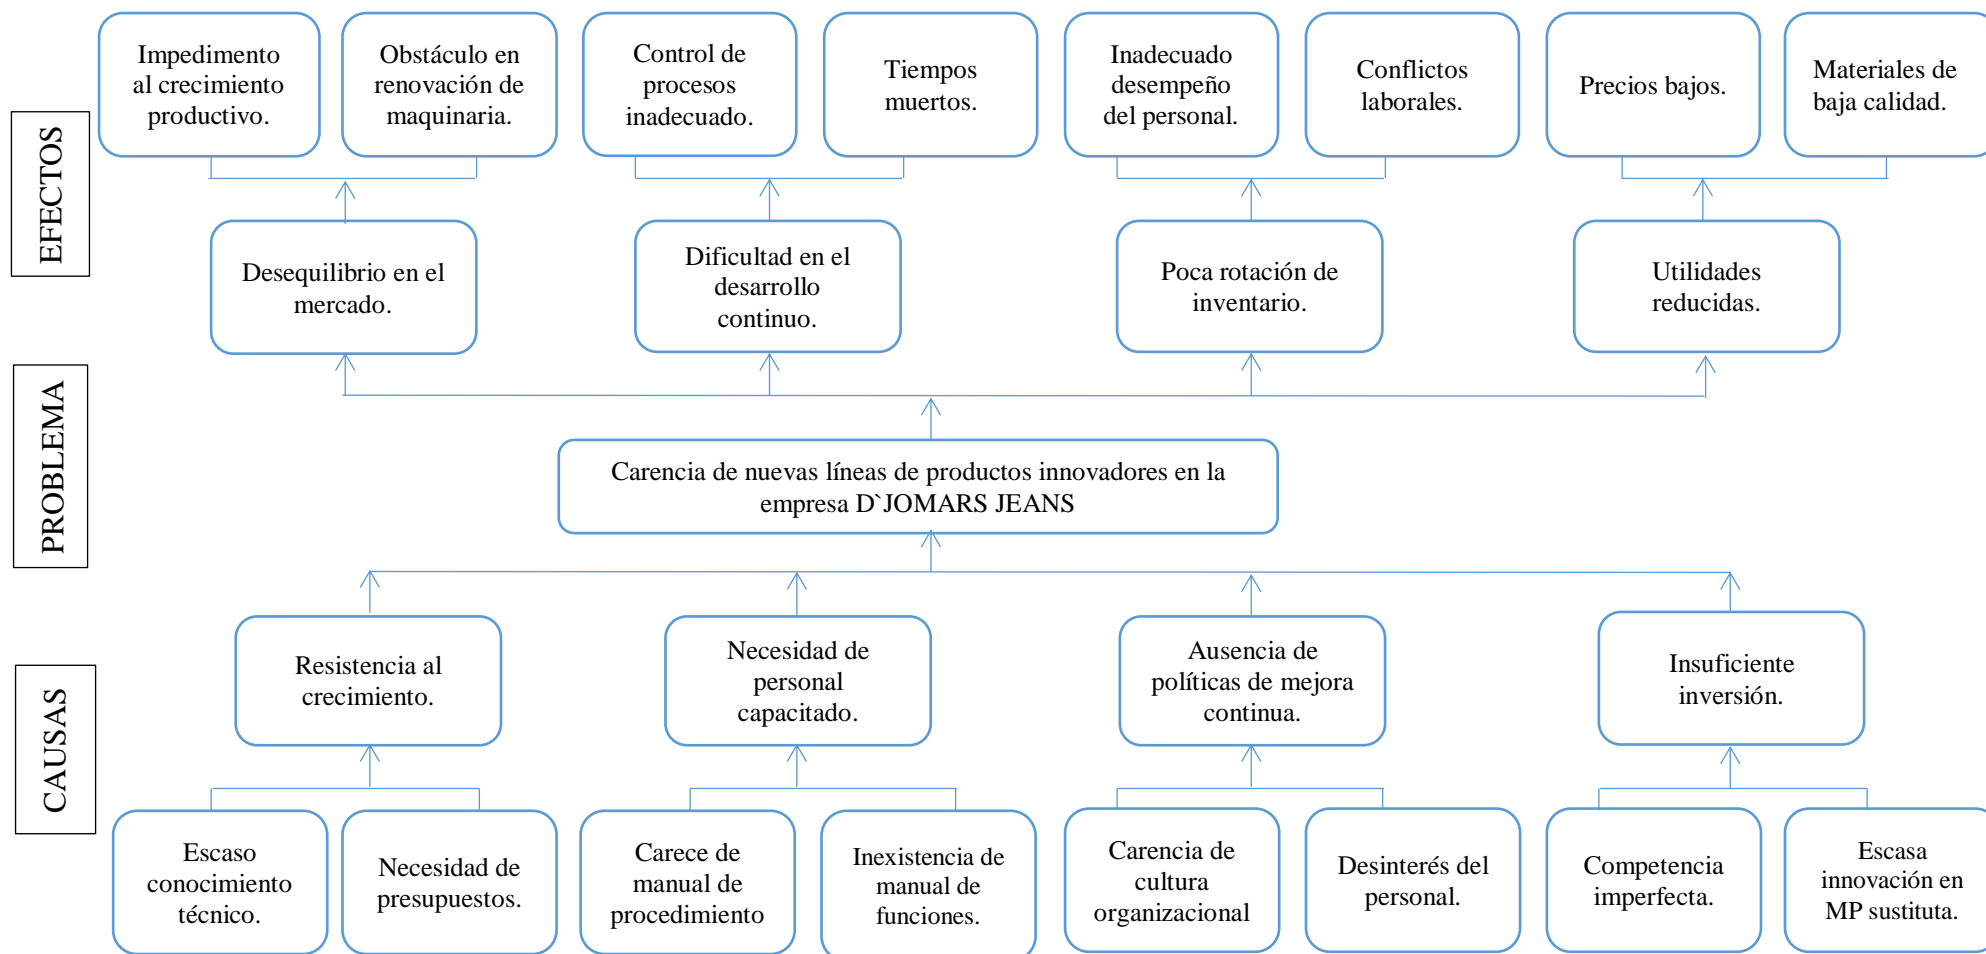 EFECTOS
Impedimento
al crecimiento
productivo.
Obstáculo en
renovación de
maquinaria.
Control de
procesos
inadecuado.
Tiempos
muertos.
Inadecuado
desempeño
del personal.
Conflictos
laborales.
Precios bajos.
Materiales de
baja calidad.
Desequilibrio en el
mercado.
Dificultad en el
desarrollo
continuo.
Poca rotación de
inventario.
Utilidades
reducidas.
PROBLEMA
Carencia de nuevas líneas de productos innovadores en la
empresa D`JOMARS JEANS
CAUSAS
Resistencia al
crecimiento.
Necesidad de
personal
capacitado.
Ausencia de
políticas de mejora
continua.
Insuficiente
inversión.
Escaso
conocimiento
técnico.
Necesidad de
presupuestos.
Carece de
manual de
procedimiento
Inexistencia de
manual de
funciones.
Carencia de
cultura
organizacional
Desinterés del
personal.
Competencia
imperfecta.
Escasa
innovación en
MP sustituta.